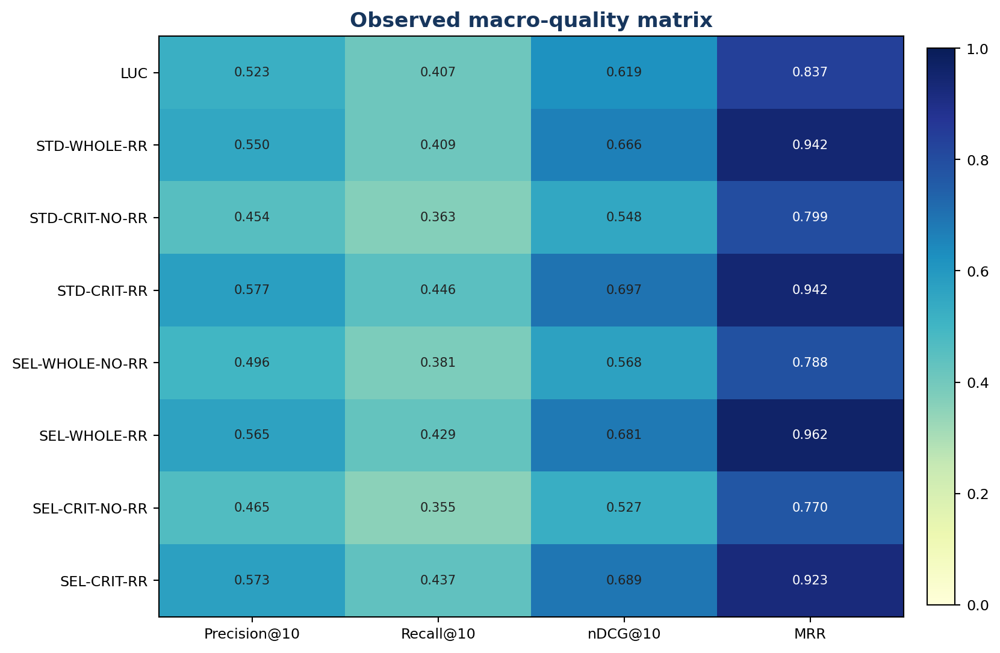 Observed macro-quality matrix
LUC 0.523 0.407 0.619 0.837
STD-WHOLE-RR 0.550 0.409 0.666 0.942
STD-CRIT-NO-RR 0.454 0.363 0.548 0.799
STD-CRIT-RR 0.577 0.446 0.697 0.942
SEL-WHOLE-NO-RR 0.496 0.381 0.568 0.788
SEL-WHOLE-RR 0.565 0.429 0.681 0.962
SEL-CRIT-NO-RR 0.465 0.355 0.527 0.770
SEL-CRIT-RR 0.573 0.437 0.689 0.923
Precision@10 Recall@10 nDCG@10 MRR
1.0
0.8
0.6
0.4
0.2
0.0